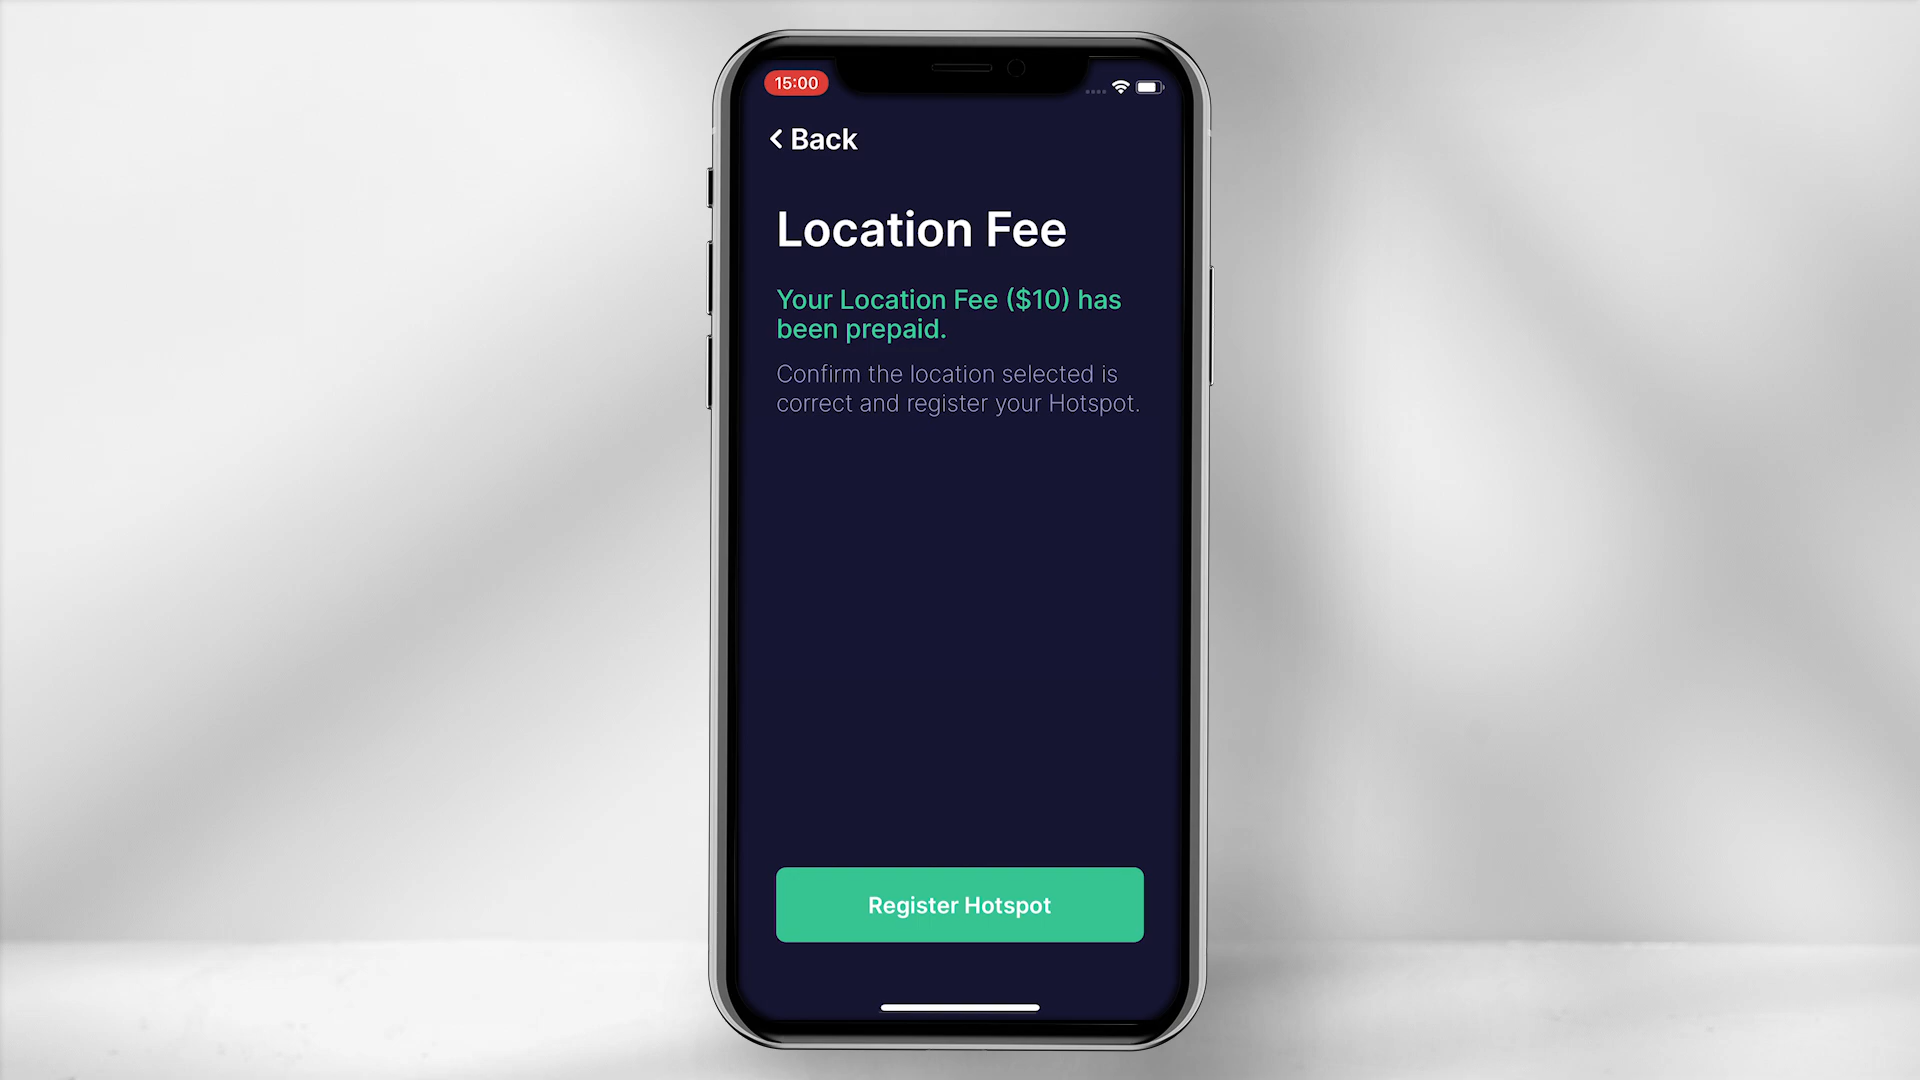 15:00
Back
Location Fee
Your Location Fee ($10) has
been prepaid.
Confirm the location selected is
correct and register your Hotspot.
Register Hotspot